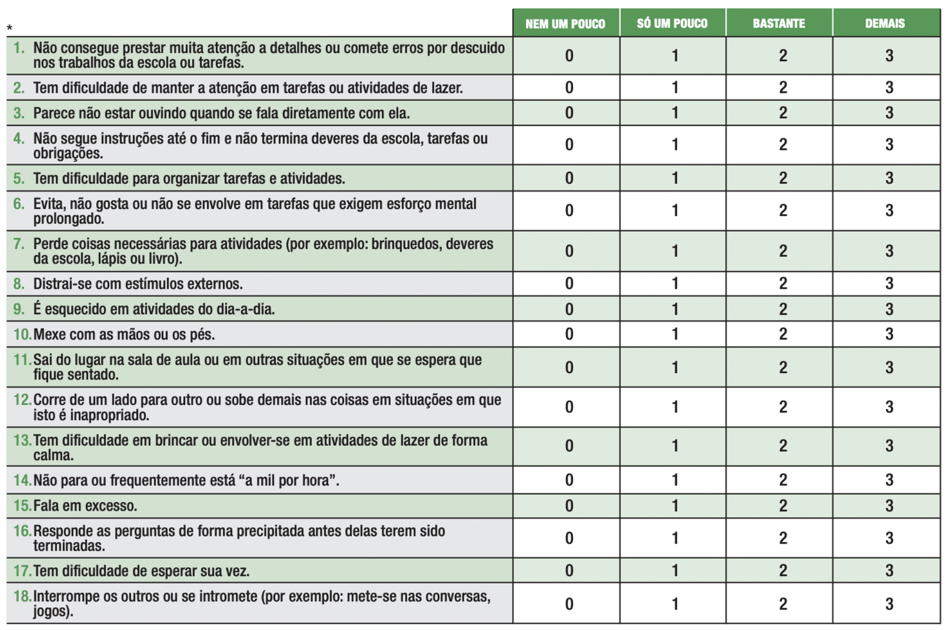 * NEM UM POUCO SÓ UM POUCO BASTANTE DEMAIS
1. Não consegue prestar muita atenção a detalhes ou comete erros por descuido
nos trabalhos da escola ou tarefas. 0 1 2 3
2. Tem dificuldade de manter a atenção em tarefas ou atividades de lazer. 0 1 2 3
3. Parece não estar ouvindo quando se fala diretamente com ela. 0 1 2 3
4. Não segue instruções até o fim e não termina deveres da escola, tarefas ou
obrigações. 0 1 2 3
5. Tem dificuldade para organizar tarefas e atividades. 0 1 2 3
6. Evita, não gosta ou não se envolve em tarefas que exigem esforço mental
prolongado. 0 1 2 3
7. Perde coisas necessárias para atividades (por exemplo: brinquedos, deveres
da escola, lápis ou livro). 0 1 2 3
8. Distrai-se com estímulos externos. 0 1 2 3
9. É esquecido em atividades do dia-a-dia. 0 1 2 3
10. Mexe com as mãos ou os pés. 0 1 2 3
11. Sai do lugar na sala de aula ou em outras situações em que se espera que
fique sentado. 0 1 2 3
12. Corre de um lado para outro ou sobe demais nas coisas em situações em que
isto é inapropriado. 0 1 2 3
13. Tem dificuldade em brincar ou envolver-se em atividades de lazer de forma
calma. 0 1 2 3
14. Não para ou frequentemente está “a mil por hora”. 0 1 2 3
15. Fala em excesso. 0 1 2 3
16. Responde as perguntas de forma precipitada antes delas terem sido
terminadas. 0 1 2 3
17. Tem dificuldade de esperar sua vez. 0 1 2 3
18. Interrompe os outros ou se intromete (por exemplo: mete-se nas conversas,
jogos). 0 1 2 3